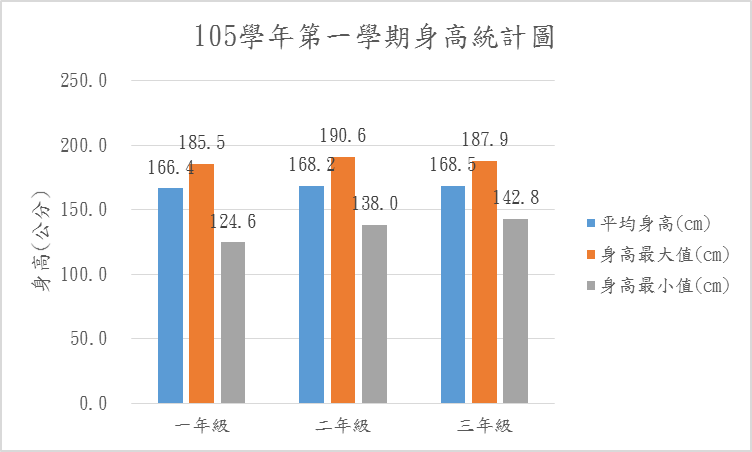 105學年第一學期身高統計圖
250.0
200.0
150.0
100.0
50.0
0.0
身高(公分)
166.4
185.5
124.6
168.2
190.6
138.0
168.5
187.9
142.8
一年級
二年級
三年級
平均身高(cm)
身高最大值(cm)
身高最小值(cm)